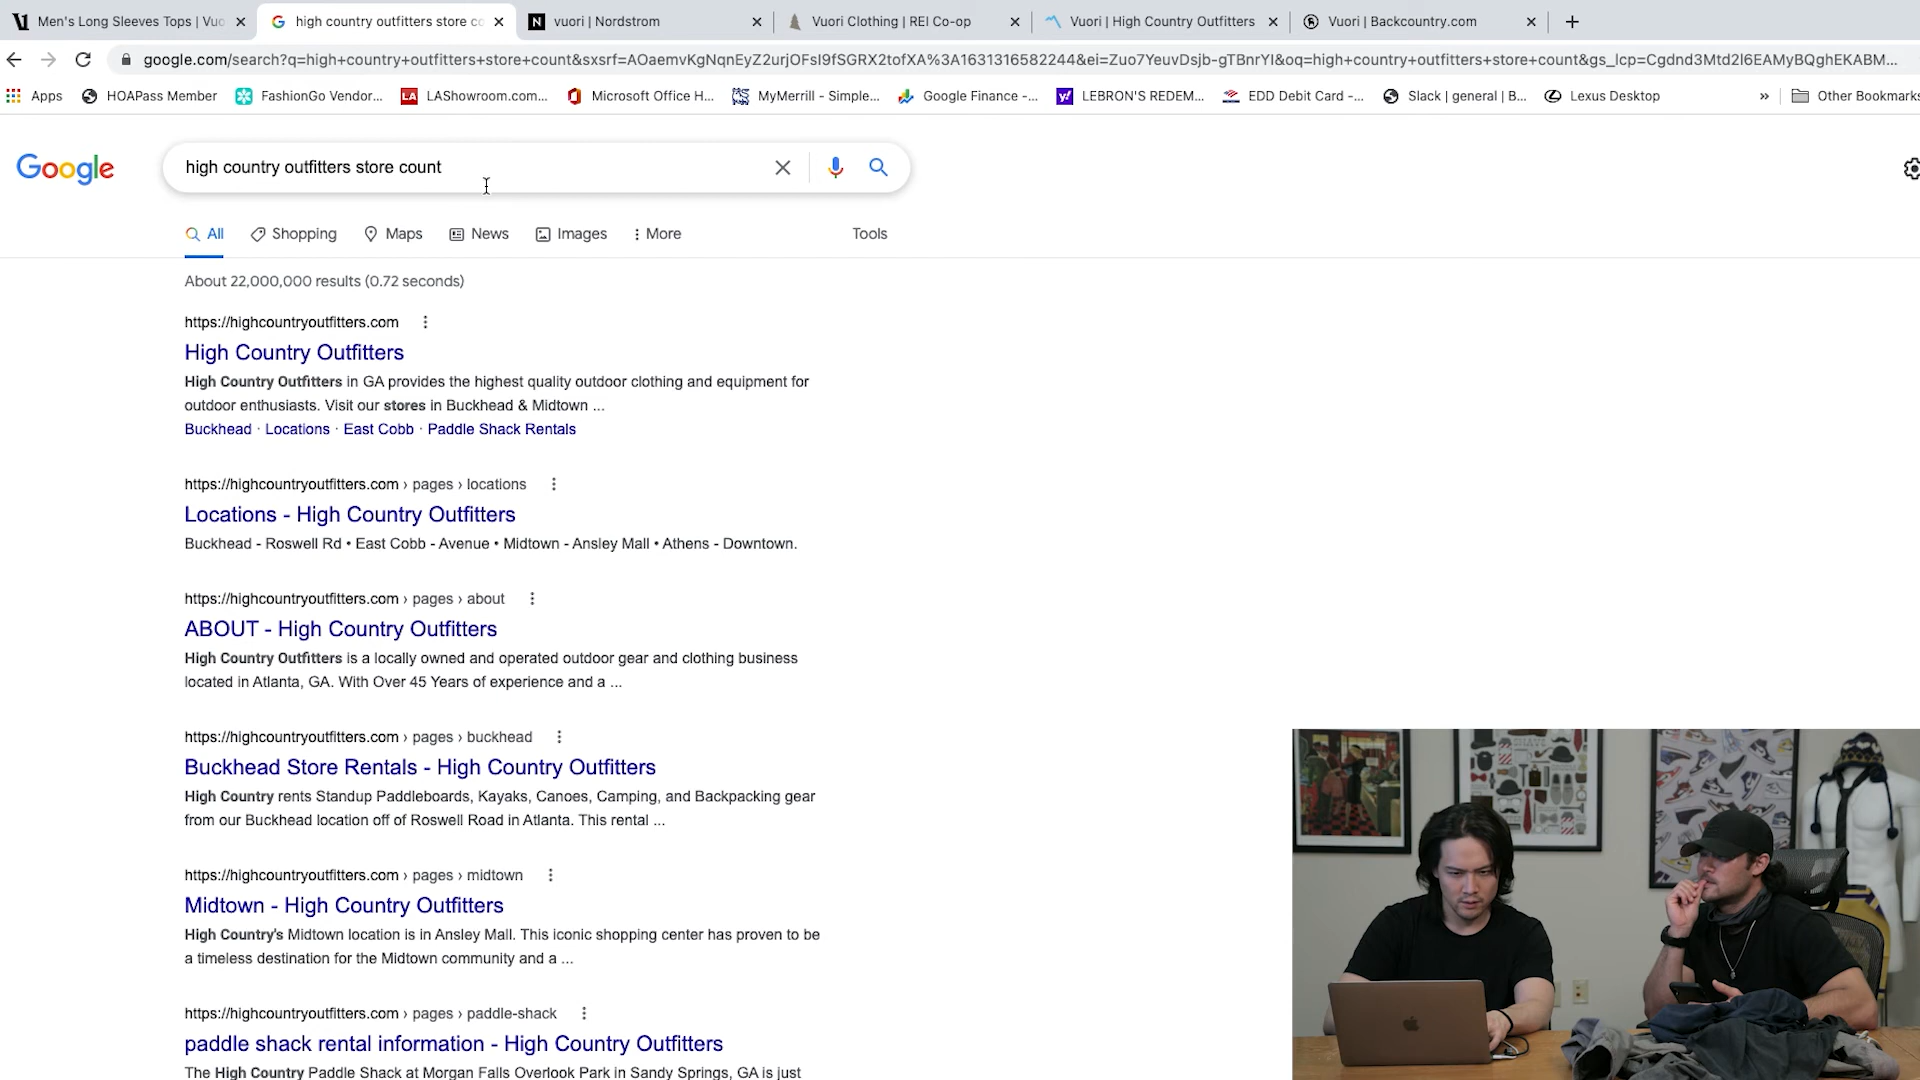 Men's Long Sleeves Tops | Vuo
high country outfitters store co
N
vuori | Nordstrom
Vuori Clothing | REI Co-op
Vuori | High Country Outfitters
Vuori | Backcountry.com
google.com/search?q=high+country+outfitters+store+count&sxsrf=AOaemvKgNqnEyZ2urjOFsI9fSGRX2tofXA%3A1631316582244&ei=Zuo7YeuvDsjb-gTBnrYI&oq=high+country+outfitters+store+count&gs_lcp=Cgdnd3Mtd2l6EAMyBQghEKABM...
Apps
HOAPass Member
FashionGo Vendor...
LA
LAShowroom.com...
Microsoft Office H...
MyMerrill - Simple...
Google Finance -...
y!
LEBRON'S REDEM...
EDD Debit Card -...
Slack | general | B...
Lexus Desktop
»
Other Bookmarks
Google
high country outfitters store count
All
Shopping
Maps
News
Images
More
Tools
About 22,000,000 results (0.72 seconds)
https://highcountryoutfitters.com
High Country Outfitters
High Country Outfitters in GA provides the highest quality outdoor clothing and equipment for
outdoor enthusiasts. Visit our stores in Buckhead & Midtown ...
Buckhead · Locations · East Cobb · Paddle Shack Rentals
https://highcountryoutfitters.com › pages › locations
Locations - High Country Outfitters
Buckhead - Roswell Rd • East Cobb - Avenue • Midtown - Ansley Mall • Athens - Downtown.
https://highcountryoutfitters.com › pages › about
ABOUT - High Country Outfitters
High Country Outfitters is a locally owned and operated outdoor gear and clothing business
located in Atlanta, GA. With Over 45 Years of experience and a ...
https://highcountryoutfitters.com › pages › buckhead
Buckhead Store Rentals - High Country Outfitters
High Country rents Standup Paddleboards, Kayaks, Canoes, Camping, and Backpacking gear
from our Buckhead location off of Roswell Road in Atlanta. This rental ...
https://highcountryoutfitters.com › pages › midtown
Midtown - High Country Outfitters
High Country's Midtown location is in Ansley Mall. This iconic shopping center has proven to be
a timeless destination for the Midtown community and a ...
https://highcountryoutfitters.com › pages › paddle-shack
paddle shack rental information - High Country Outfitters
The High Country Paddle Shack at Morgan Falls Overlook Park in Sandy Springs, GA is just